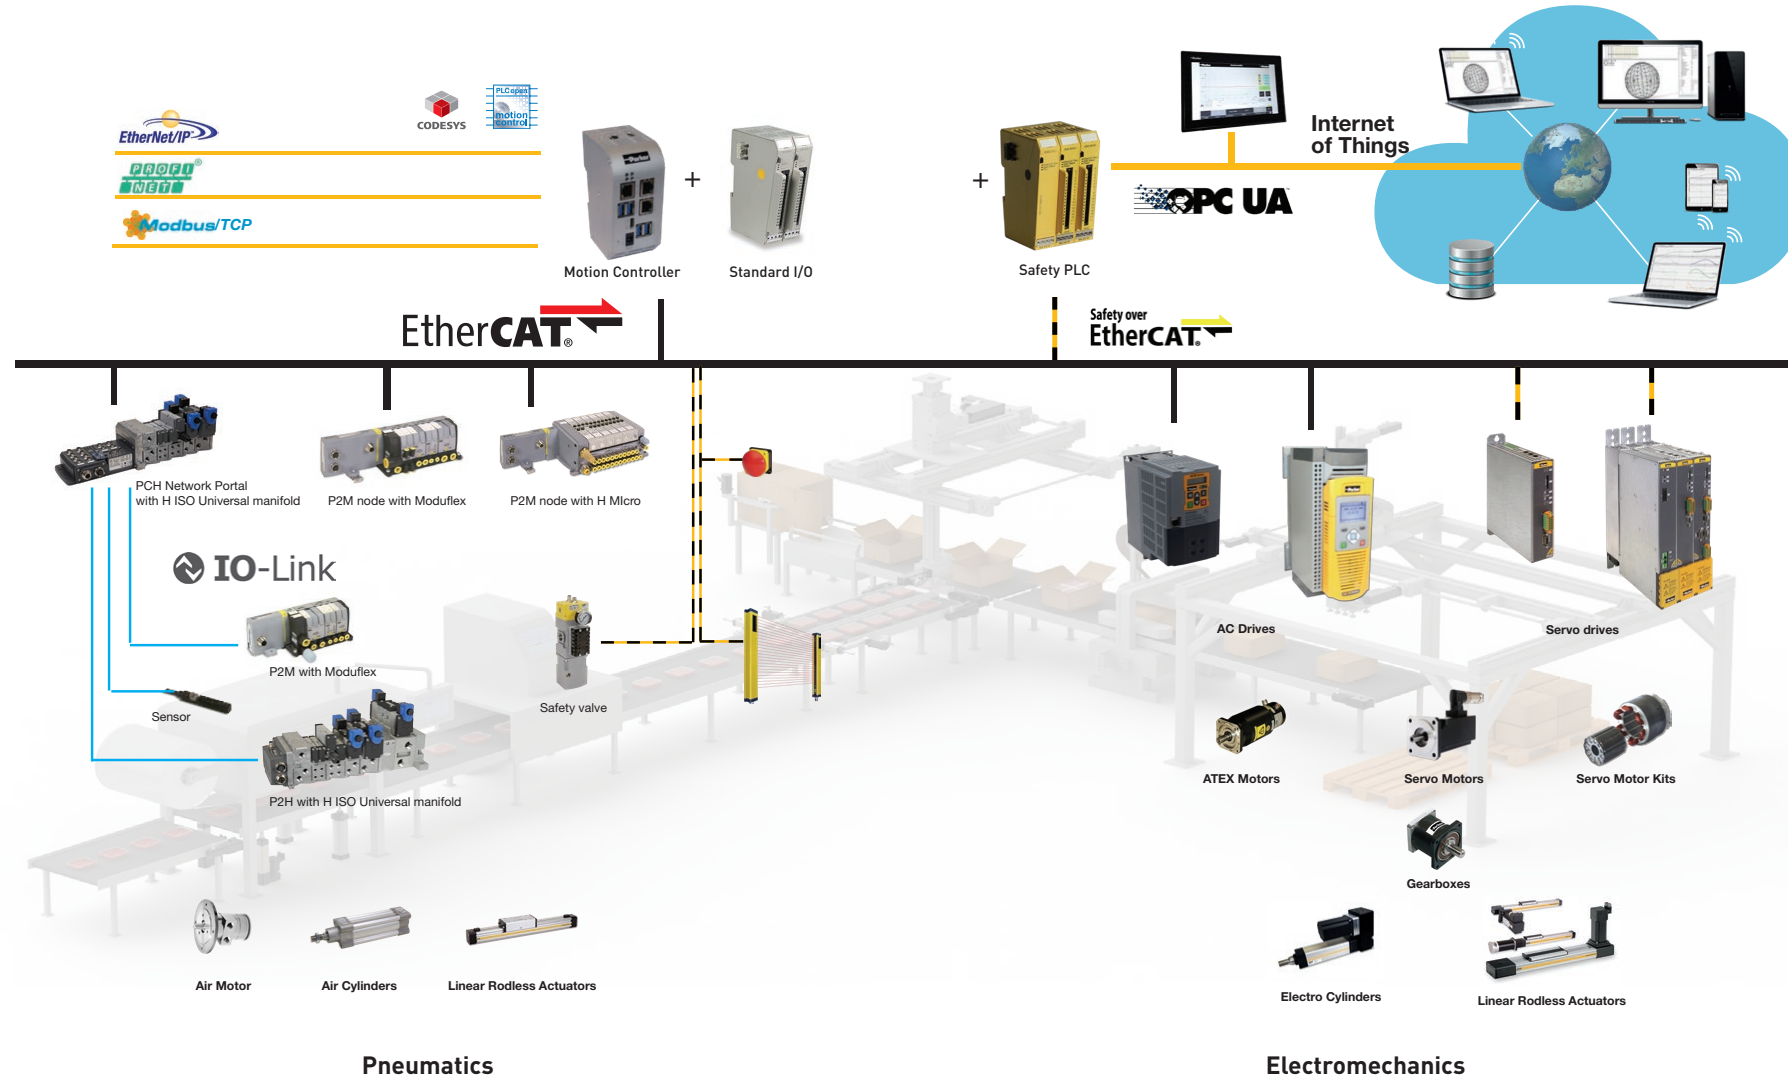 EtherNet/IP
CODESYS
PLCopen
motion
control
PROFI
NET
Modbus/TCP
Parker
Motion Controller
+
Standard I/O
+
Safety PLC
OPC UA
Internet
of Things
EtherCAT®
Safety over
EtherCAT®
PCH Network Portal
with H ISO Universal manifold
P2M node with Moduflex
P2M node with H MIcro
IO-Link
P2M with Moduflex
Sensor
P2H with H ISO Universal manifold
Safety valve
AC Drives
Servo drives
ATEX Motors
Servo Motors
Servo Motor Kits
Gearboxes
Air Motor
Air Cylinders
Linear Rodless Actuators
Electro Cylinders
Linear Rodless Actuators
Pneumatics
Electromechanics